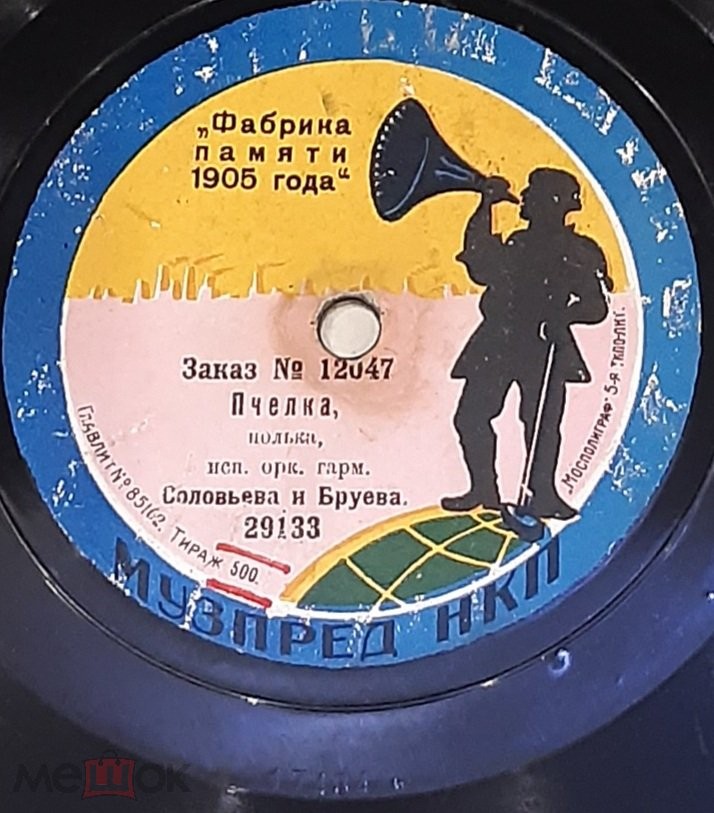 „Фабрика
памяти
1905 года“
Заказ № 12047
Пчелка,
полька,
исп. орк. гарм.
Соловьева и Бруева.
29133
Главлит № 85162. Тираж 500.
„Мосполиграф“ 5-я типо-лит.
МУЗПРЕД НКП
мешок